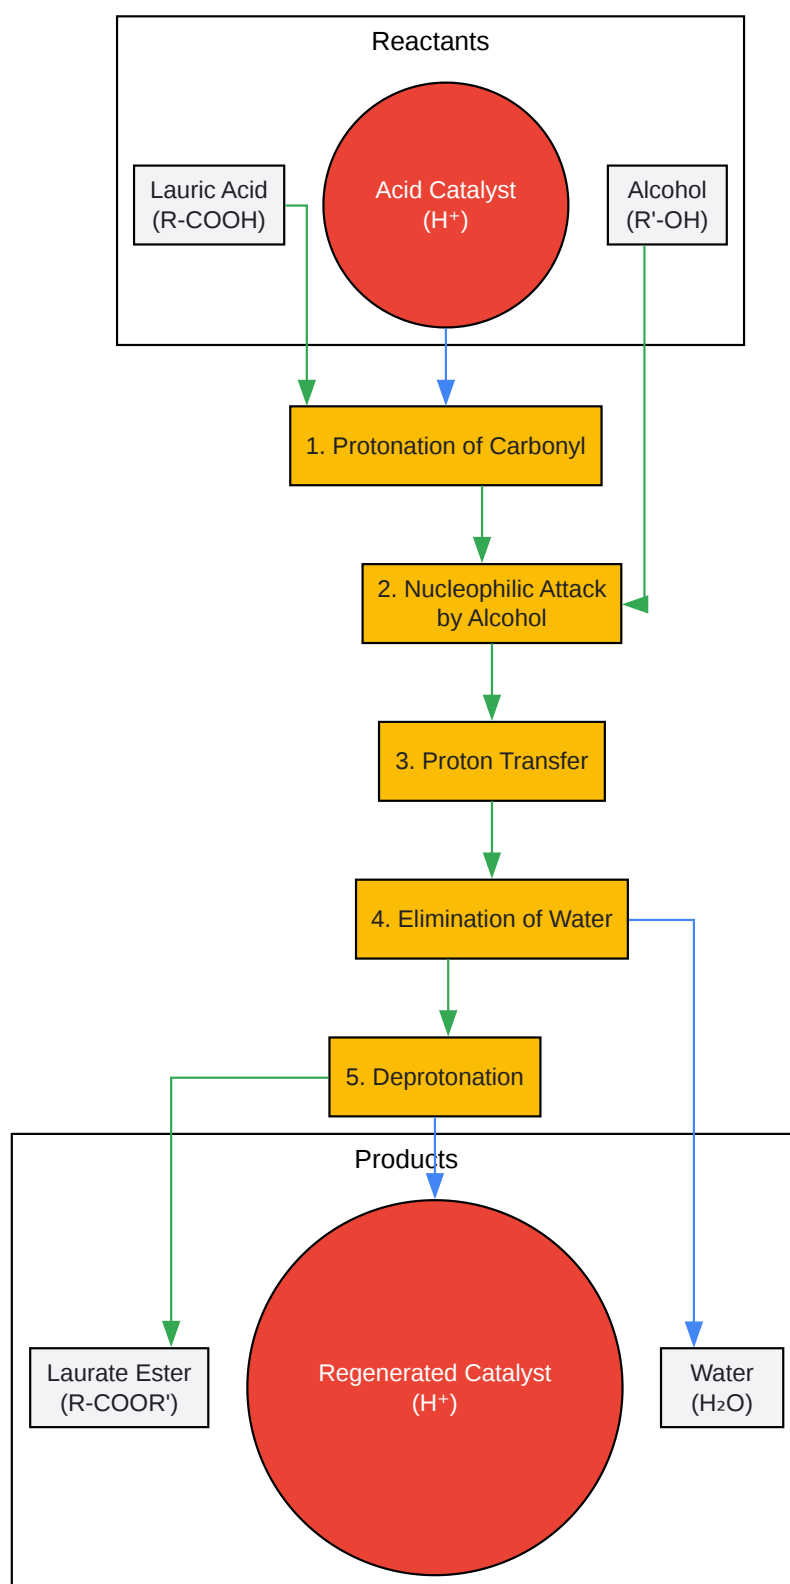 Reactants
Lauric Acid
(R-COOH)
Acid Catalyst
(H⁺)
Alcohol
(R'-OH)
1. Protonation of Carbonyl
2. Nucleophilic Attack
by Alcohol
3. Proton Transfer
4. Elimination of Water
5. Deprotonation
Products
Laurate Ester
(R-COOR')
Regenerated Catalyst
(H⁺)
Water
(H₂O)